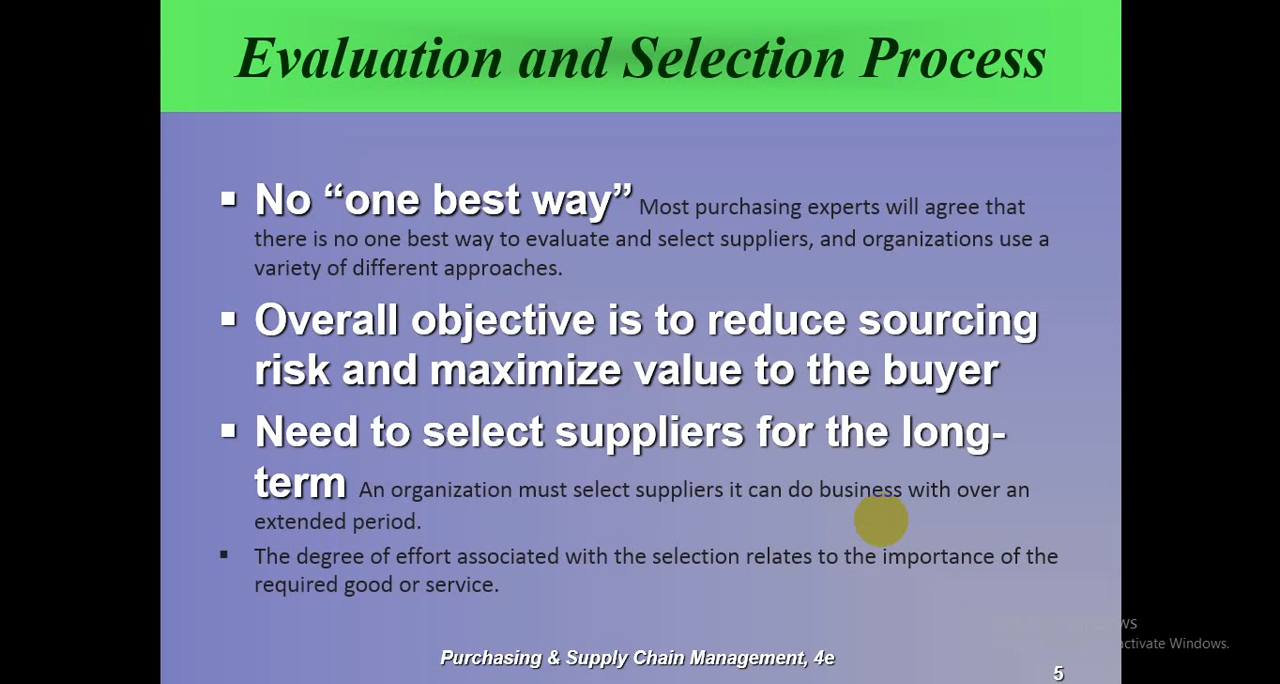 Evaluation and Selection Process
▪ No “one best way” Most purchasing experts will agree that
there is no one best way to evaluate and select suppliers, and organizations use a
variety of different approaches.
▪ Overall objective is to reduce sourcing
risk and maximize value to the buyer
▪ Need to select suppliers for the long-
term An organization must select suppliers it can do business with over an
extended period.
▪ The degree of effort associated with the selection relates to the importance of the
required good or service.
Activate Windows.
Purchasing & Supply Chain Management, 4e
5